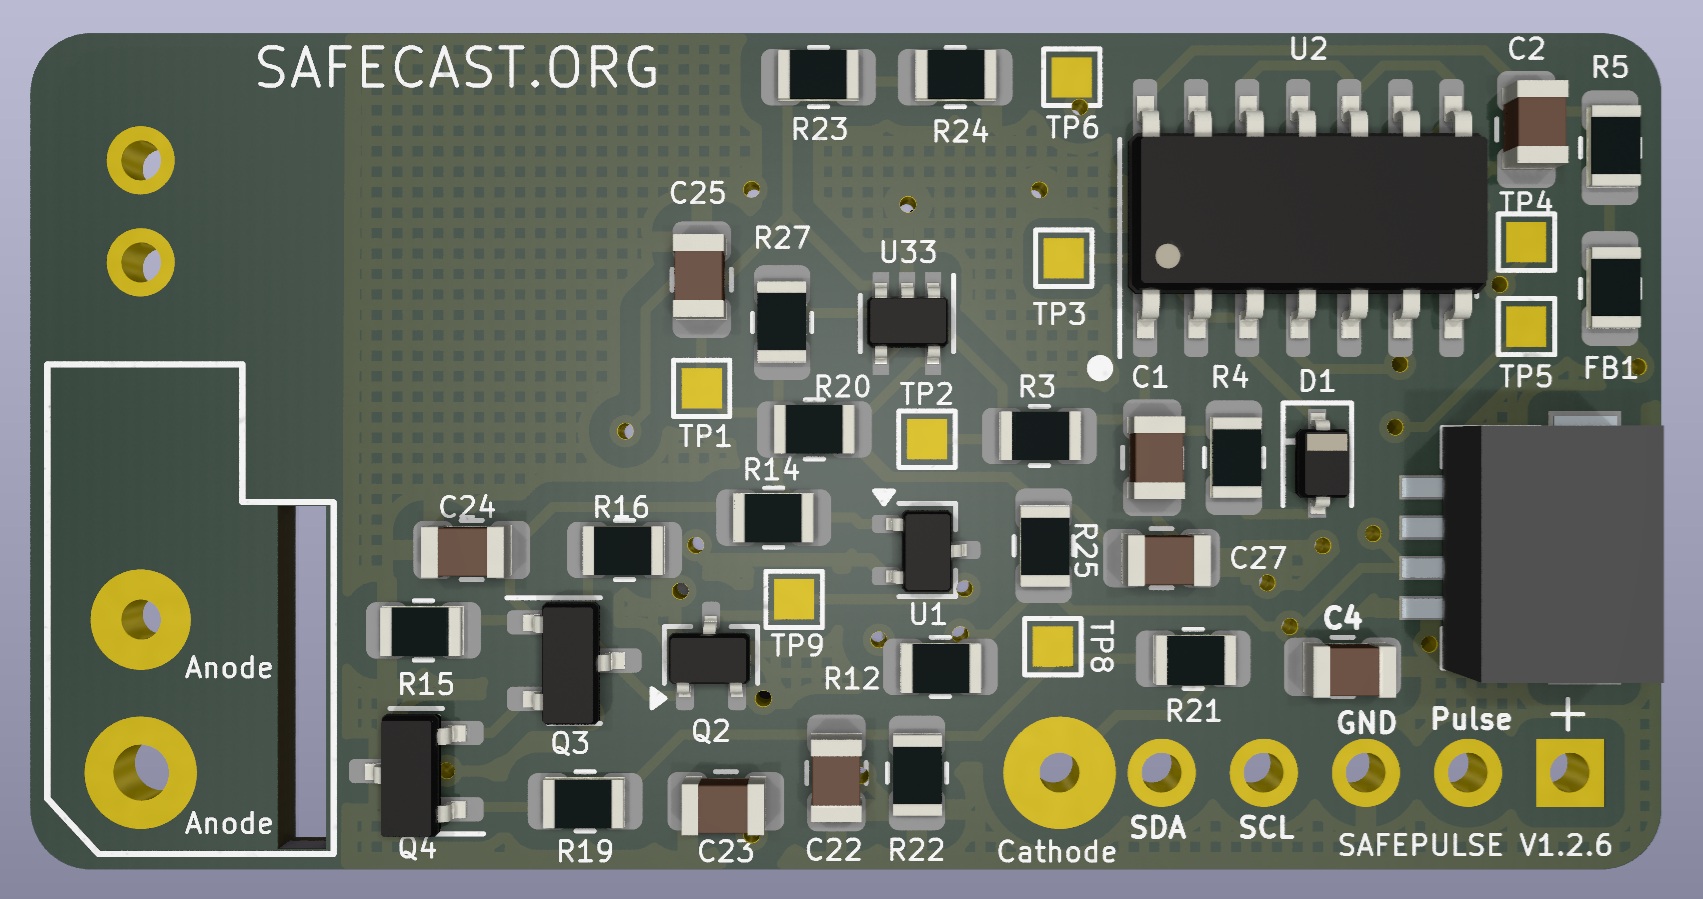 SAFECAST.ORG
U2
C2
R5
R23
R24
TP6
C25
TP4
R27
U33
TP3
TP5
FB1
R20
TP2
R3
C1
R4
D1
TP1
R14
C24
R16
R25
C27
U1
C4
TP9
TP8
Anode
R15
R12
R21
GND
Pulse
+
Q3
Q2
Anode
SDA
SCL
Q4
R19
C23
C22
R22
Cathode
SAFEPULSE V1.2.6